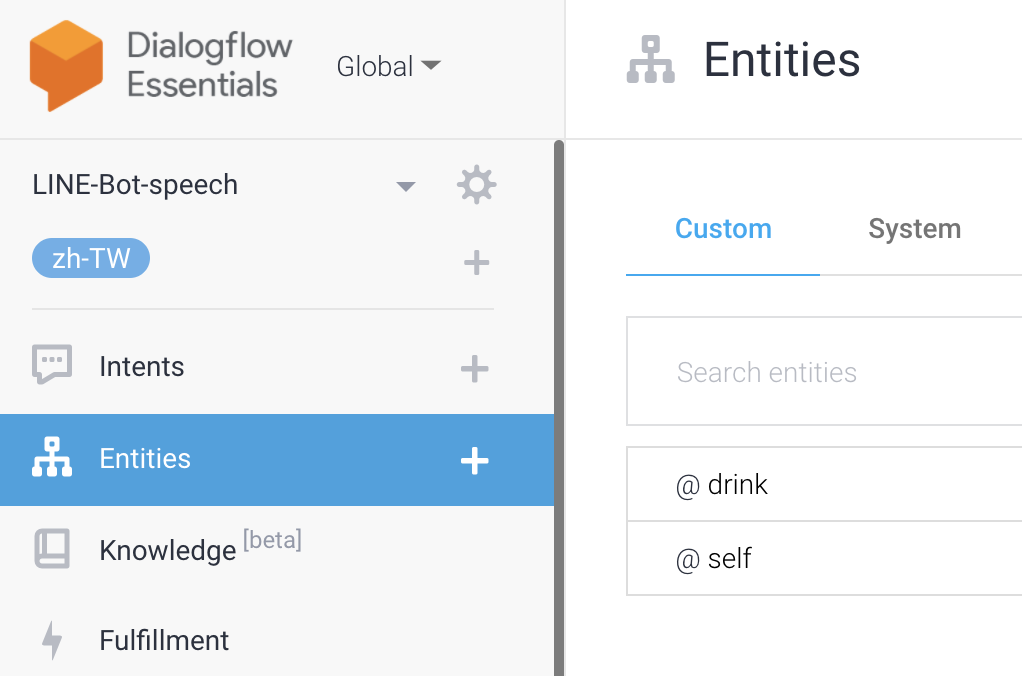 Dialogflow
Essentials
Global
Entities
LINE-Bot-speech
zh-TW
Custom
System
Intents
Search entities
Entities
@ drink
Knowledge [beta]
@ self
Fulfillment